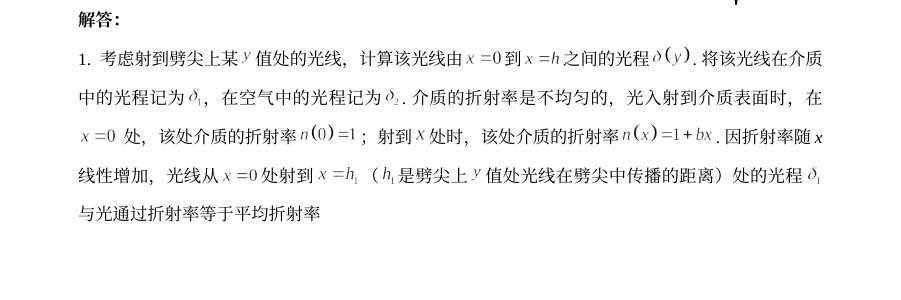 解答：
1. 考虑射到劈尖上某 y 值处的光线，计算该光线由 x=0 到 x=h 之间的光程 δ(y). 将该光线在介质
中的光程记为 δ₁，在空气中的光程记为 δ₂. 介质的折射率是不均匀的，光入射到介质表面时，在
x=0 处，该处介质的折射率 n(0)=1；射到 x 处时，该处介质的折射率 n(x)=1+bx. 因折射率随 x
线性增加，光线从 x=0 处射到 x=h₁（h₁ 是劈尖上 y 值处光线在劈尖中传播的距离）处的光程 δ₁
与光通过折射率等于平均折射率